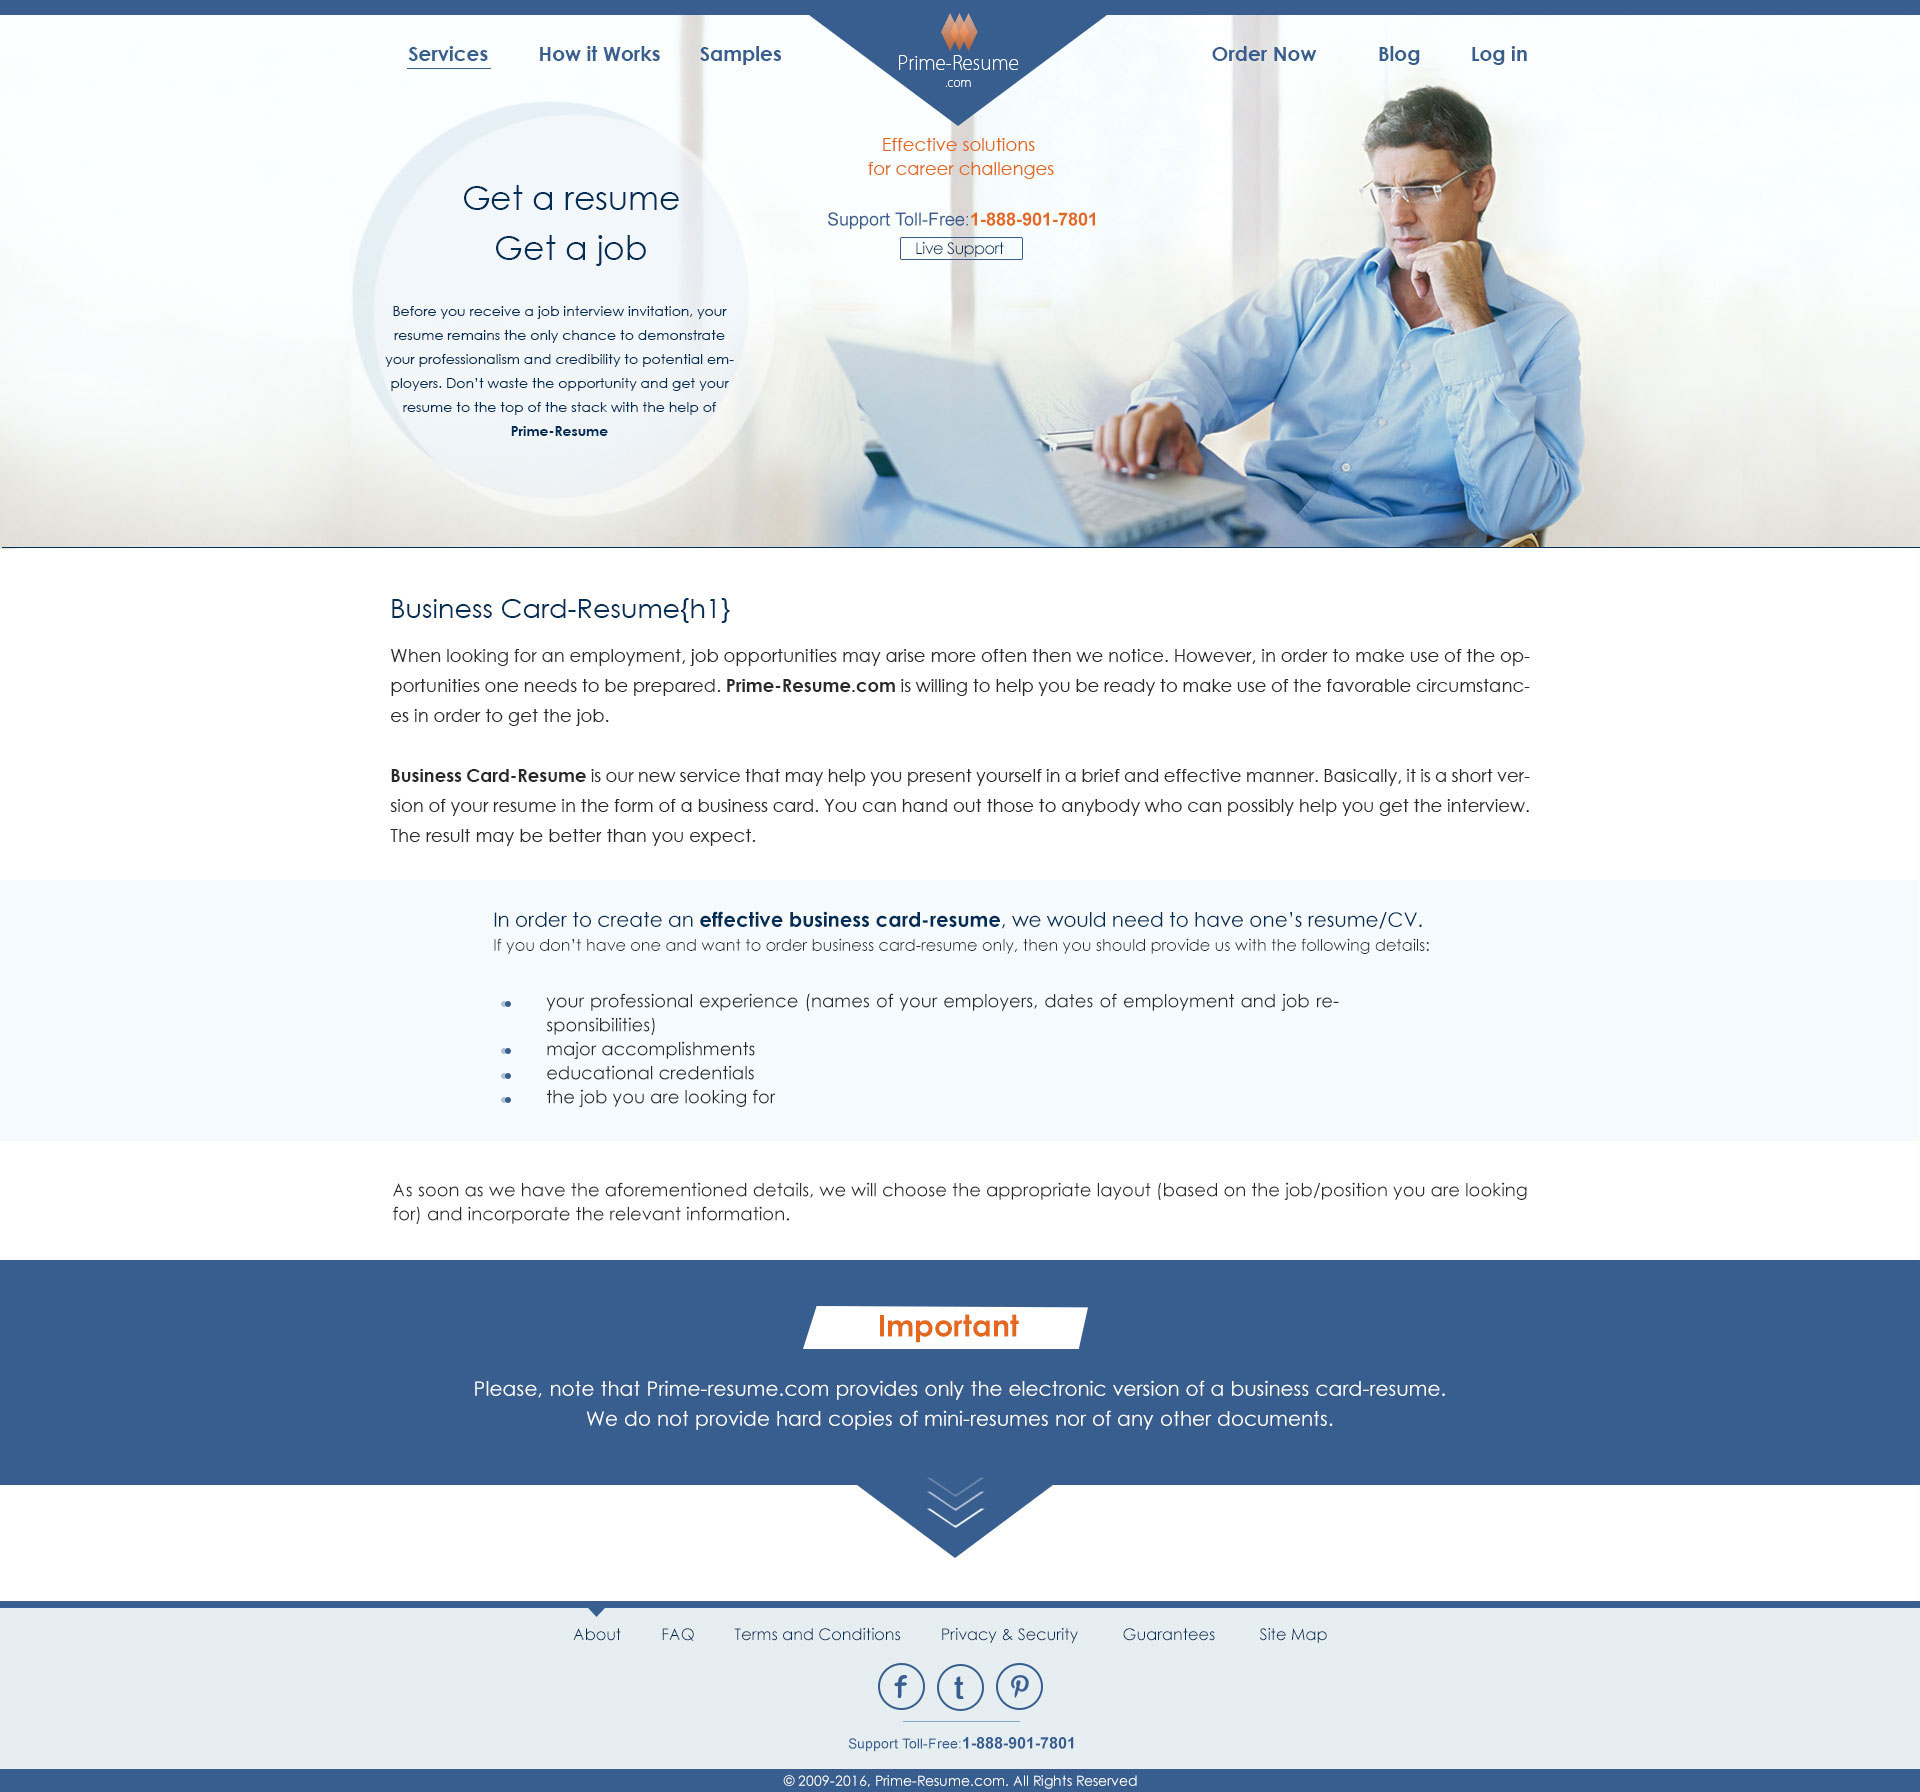 Services
How it Works
Samples
Prime-Resume
.com
Order Now
Blog
Log in
Effective solutions
for career challenges
Support Toll-Free:1-888-901-7801
Live Support
Get a resume
Get a job
Before you receive a job interview invitation, your
resume remains the only chance to demonstrate
your professionalism and credibility to potential em-
ployers. Don't waste the opportunity and get your
resume to the top of the stack with the help of
Prime-Resume
Business Card-Resume{h1}
When looking for an employment, job opportunities may arise more often then we notice. However, in order to make use of the op-
portunities one needs to be prepared. Prime-Resume.com is willing to help you be ready to make use of the favorable circumstanc-
es in order to get the job.
Business Card-Resume is our new service that may help you present yourself in a brief and effective manner. Basically, it is a short ver-
sion of your resume in the form of a business card. You can hand out those to anybody who can possibly help you get the interview.
The result may be better than you expect.
In order to create an effective business card-resume, we would need to have one's resume/CV.
If you don't have one and want to order business card-resume only, then you should provide us with the following details:
your professional experience (names of your employers, dates of employment and job re-
sponsibilities)
major accomplishments
educational credentials
the job you are looking for
As soon as we have the aforementioned details, we will choose the appropriate layout (based on the job/position you are looking
for) and incorporate the relevant information.
Important
Please, note that Prime-resume.com provides only the electronic version of a business card-resume.
We do not provide hard copies of mini-resumes nor of any other documents.
About
FAQ
Terms and Conditions
Privacy & Security
Guarantees
Site Map
Support Toll-Free:1-888-901-7801
© 2009-2016, Prime-Resume.com. All Rights Reserved